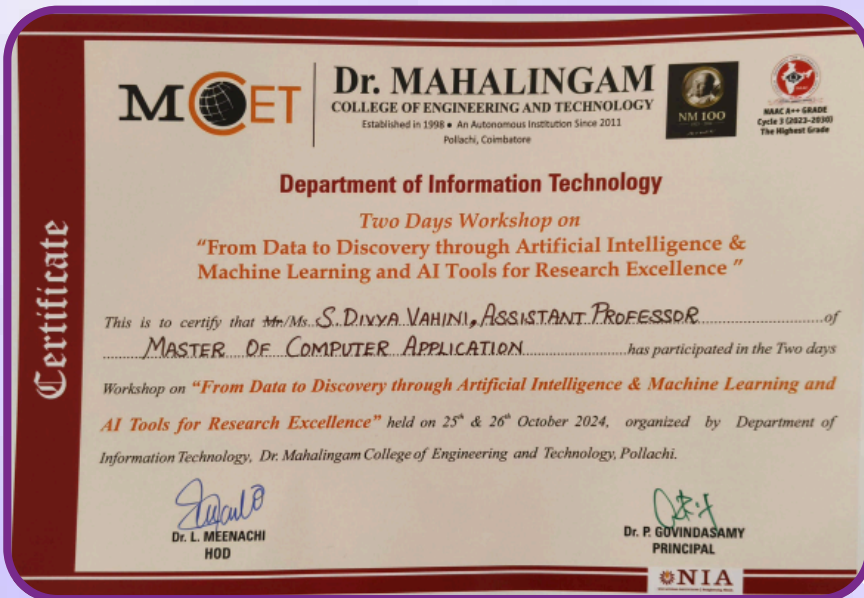 Certificate
MCET
Dr. MAHALINGAM
COLLEGE OF ENGINEERING AND TECHNOLOGY
Established in 1998 • An Autonomous Institution Since 2011
Pollachi, Coimbatore
NM 100
NAAC A++ GRADE
Cycle 3 (2023-2030)
The Highest Grade
Department of Information Technology
Two Days Workshop on
“From Data to Discovery through Artificial Intelligence &
Machine Learning and AI Tools for Research Excellence ”
This is to certify that Mr/Ms. S. DIVYA VAHINI, ASSISTANT PROFESSOR of
MASTER OF COMPUTER APPLICATION has participated in the Two days
Workshop on “From Data to Discovery through Artificial Intelligence & Machine Learning and
AI Tools for Research Excellence” held on 25th & 26th October 2024, organized by Department of
Information Technology, Dr. Mahalingam College of Engineering and Technology, Pollachi.
Dr. L. MEENACHI
HOD
Dr. P. GOVINDASAMY
PRINCIPAL
NIA